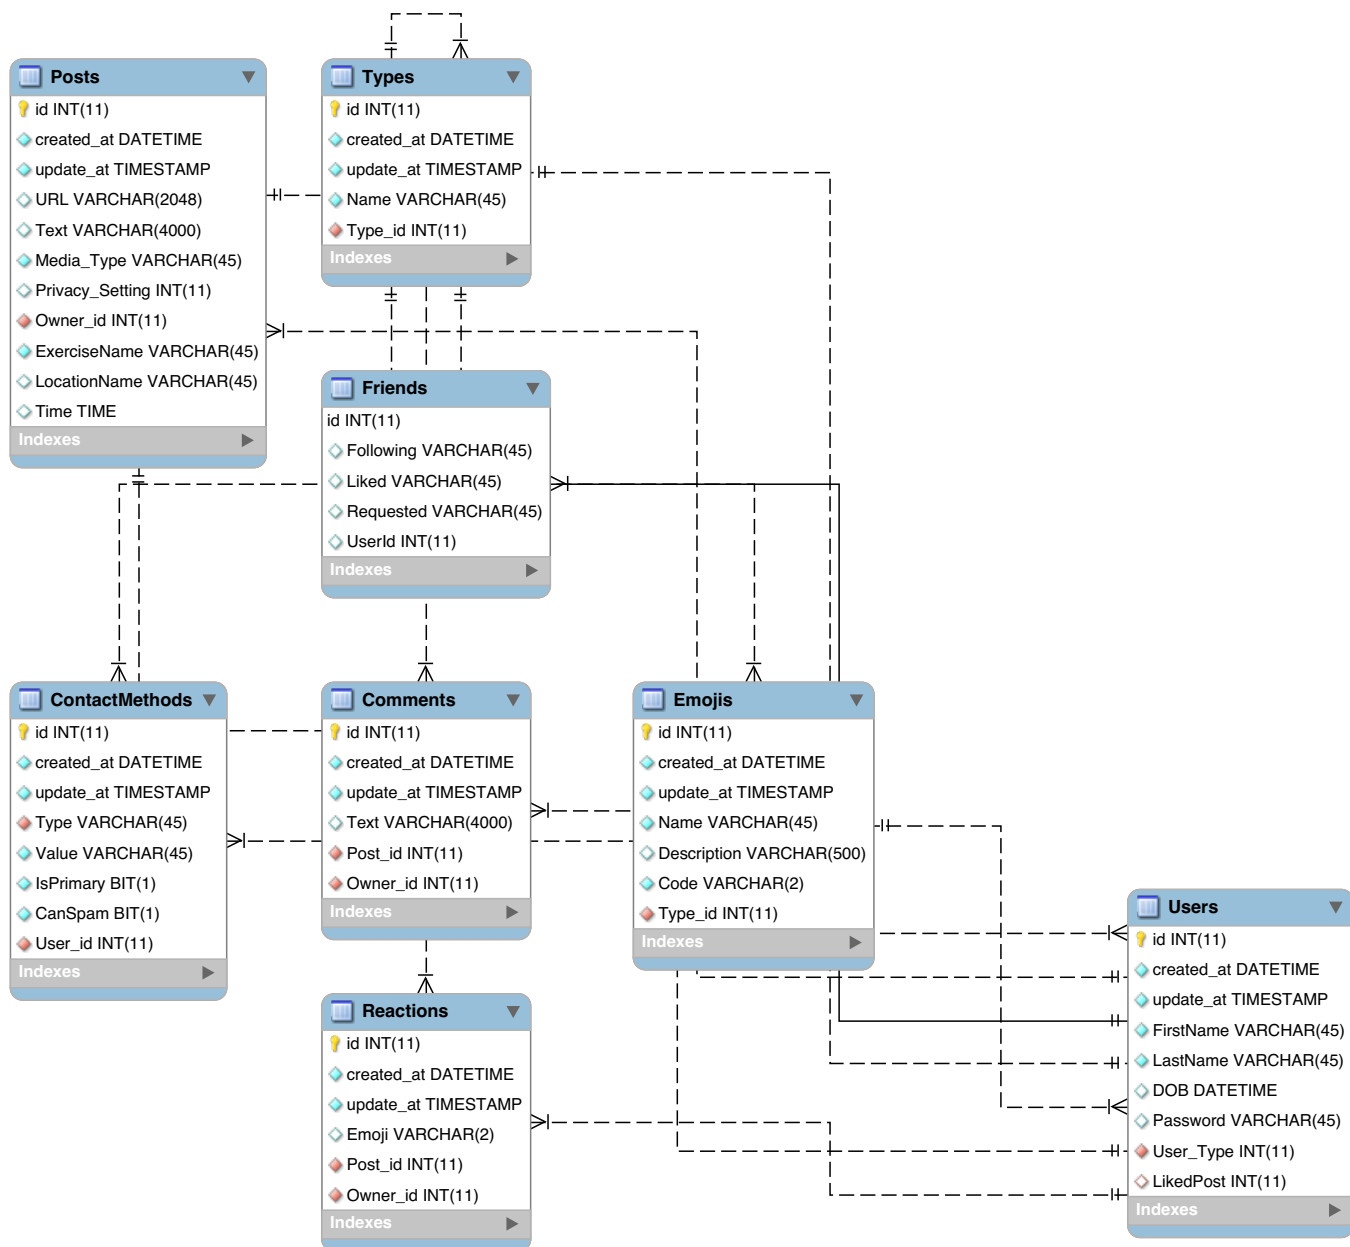 Posts
id INT(11)
created_at DATETIME
update_at TIMESTAMP
URL VARCHAR(2048)
Text VARCHAR(4000)
Media_Type VARCHAR(45)
Privacy_Setting INT(11)
Owner_id INT(11)
ExerciseName VARCHAR(45)
LocationName VARCHAR(45)
Time TIME
Indexes
Types
id INT(11)
created_at DATETIME
update_at TIMESTAMP
Name VARCHAR(45)
Type_id INT(11)
Indexes
Friends
id INT(11)
Following VARCHAR(45)
Liked VARCHAR(45)
Requested VARCHAR(45)
UserId INT(11)
Indexes
ContactMethods
id INT(11)
created_at DATETIME
update_at TIMESTAMP
Type VARCHAR(45)
Value VARCHAR(45)
IsPrimary BIT(1)
CanSpam BIT(1)
User_id INT(11)
Indexes
Comments
id INT(11)
created_at DATETIME
update_at TIMESTAMP
Text VARCHAR(4000)
Post_id INT(11)
Owner_id INT(11)
Indexes
Emojis
id INT(11)
created_at DATETIME
update_at TIMESTAMP
Name VARCHAR(45)
Description VARCHAR(500)
Code VARCHAR(2)
Type_id INT(11)
Indexes
Reactions
id INT(11)
created_at DATETIME
update_at TIMESTAMP
Emoji VARCHAR(2)
Post_id INT(11)
Owner_id INT(11)
Indexes
Users
id INT(11)
created_at DATETIME
update_at TIMESTAMP
FirstName VARCHAR(45)
LastName VARCHAR(45)
DOB DATETIME
Password VARCHAR(45)
User_Type INT(11)
LikedPost INT(11)
Indexes